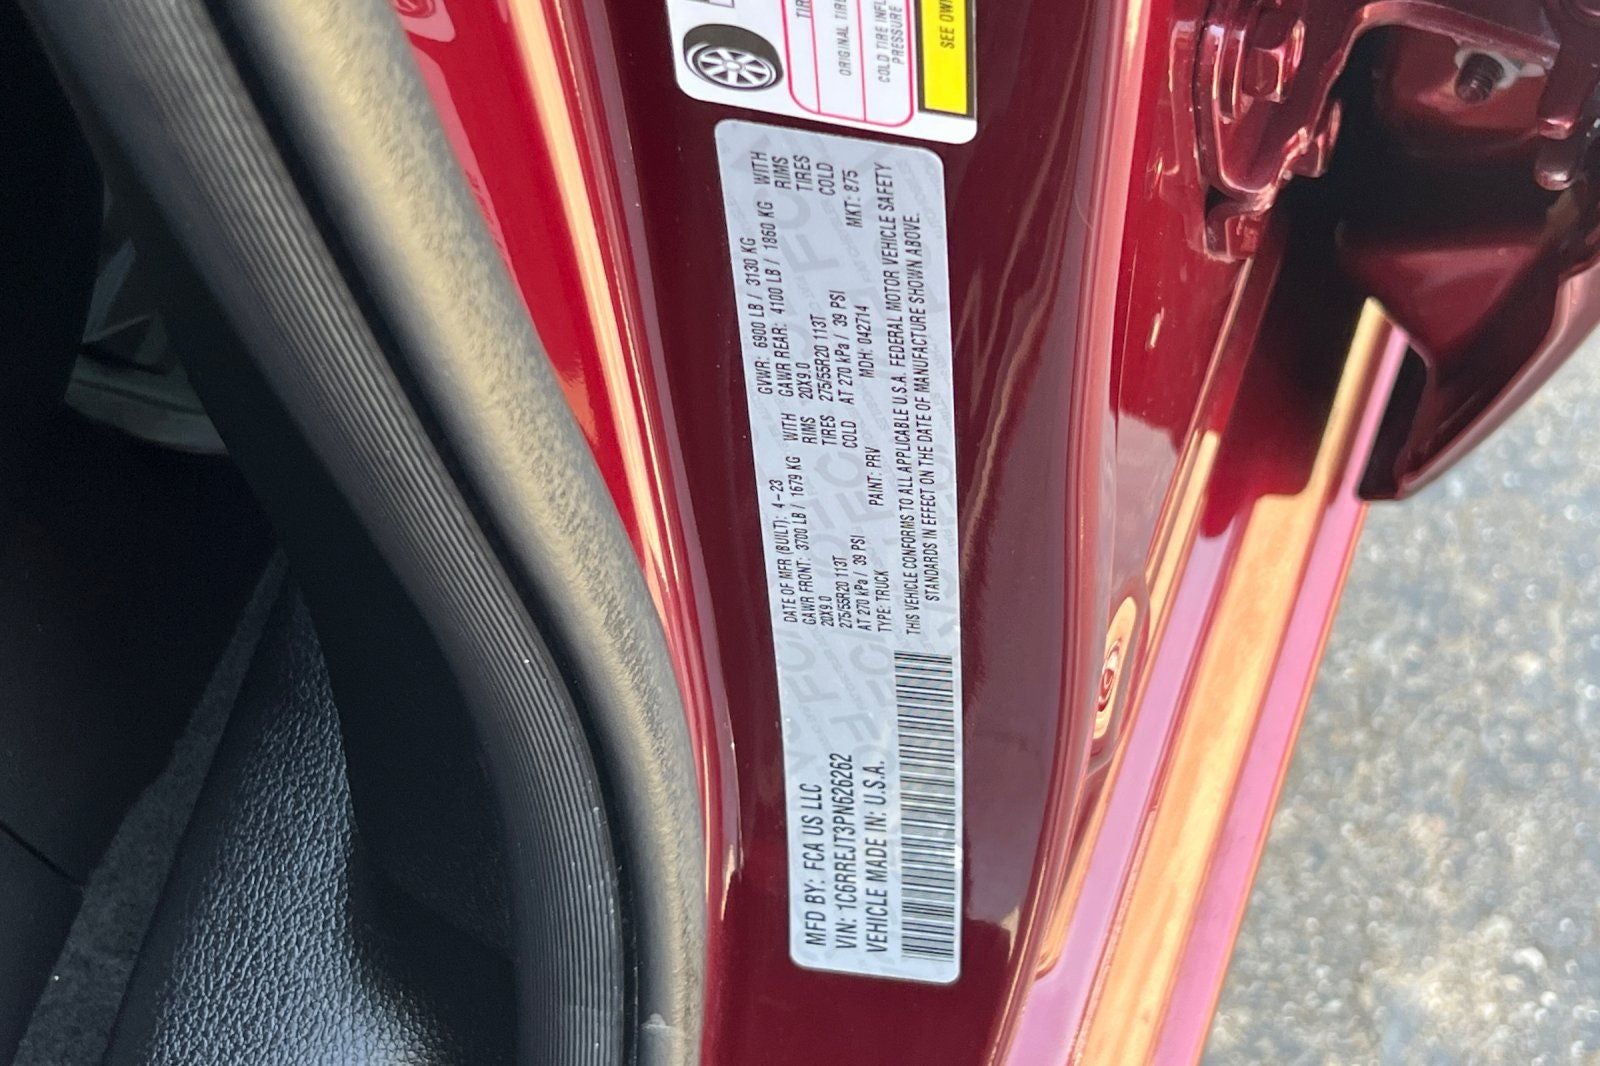 TIR
ORIGINAL TIR
COLD TIRE INFL
PRESSURE
SEE OW
MFD BY: FCA US LLC
VIN: 1C6RREJT3PN626262
VEHICLE MADE IN: U.S.A.
DATE OF MFR (BUILT): 4-23 GVWR: 6900 LB / 3130 KG
GAWR FRONT: 3700 LB / 1679 KG WITH GAWR REAR: 4100 LB / 1860 KG WITH
20X9.0 RIMS 20X9.0 RIMS
275/55R20 113T TIRES 275/55R20 113T TIRES
AT 270 kPa / 39 PSI COLD AT 270 kPa / 39 PSI COLD
TYPE: TRUCK PAINT: PRV MDH: 042714 MKT: 875
THIS VEHICLE CONFORMS TO ALL APPLICABLE U.S.A. FEDERAL MOTOR VEHICLE SAFETY
STANDARDS IN EFFECT ON THE DATE OF MANUFACTURE SHOWN ABOVE.